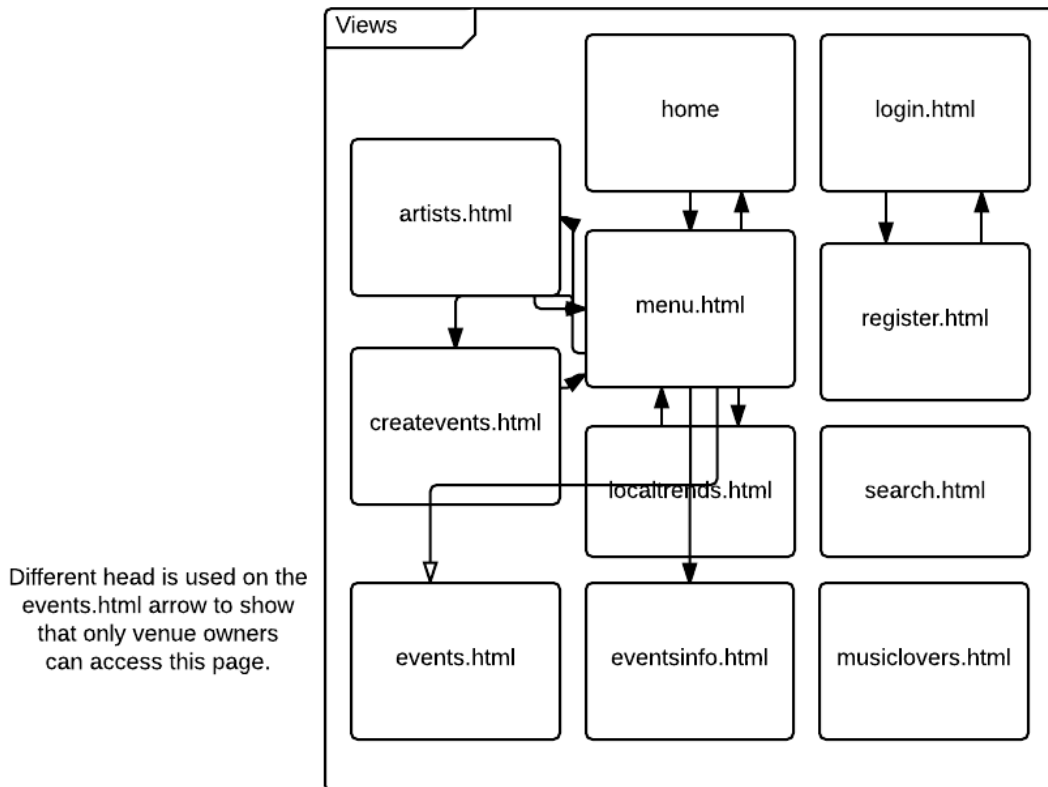 Views
home
login.html
artists.html
menu.html
register.html
createvents.html
localtrends.html
search.html
Different head is used on the
events.html arrow to show
that only venue owners
can access this page.
events.html
eventsinfo.html
musiclovers.html